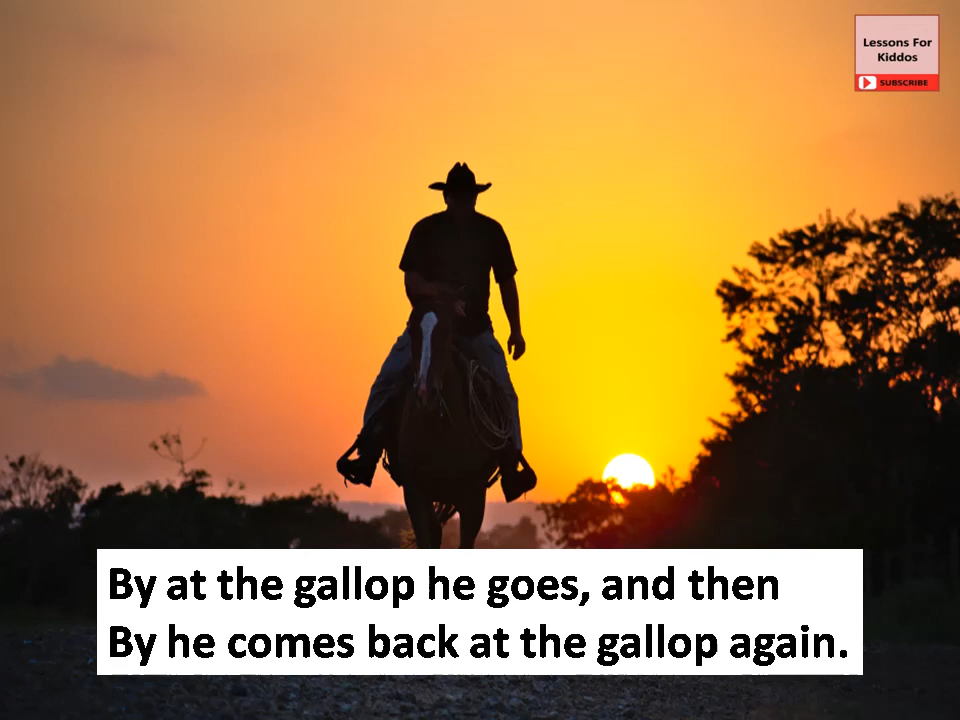 Lessons For
Kiddos
SUBSCRIBE
By at the gallop he goes, and then
By he comes back at the gallop again.